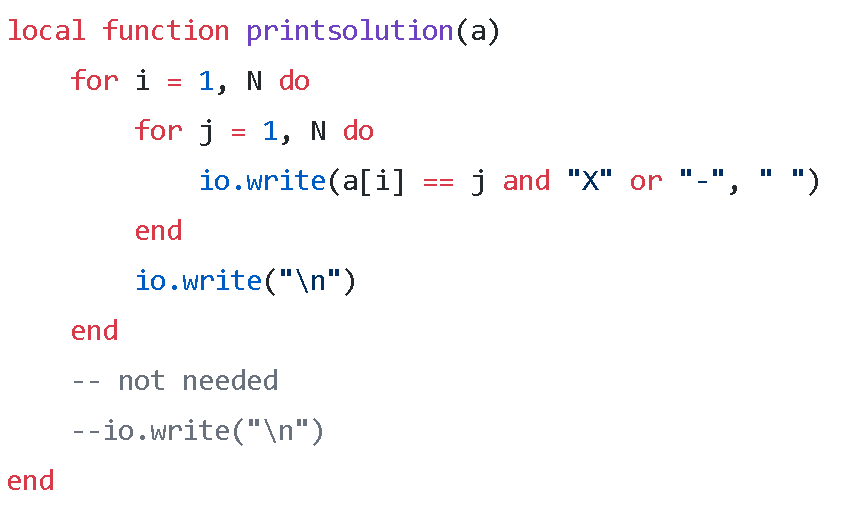 local function printsolution(a)
    for i = 1, N do
        for j = 1, N do
            io.write(a[i] == j and "X" or "-", " ")
        end
        io.write("\n")
    end
    -- not needed
    --io.write("\n")
end